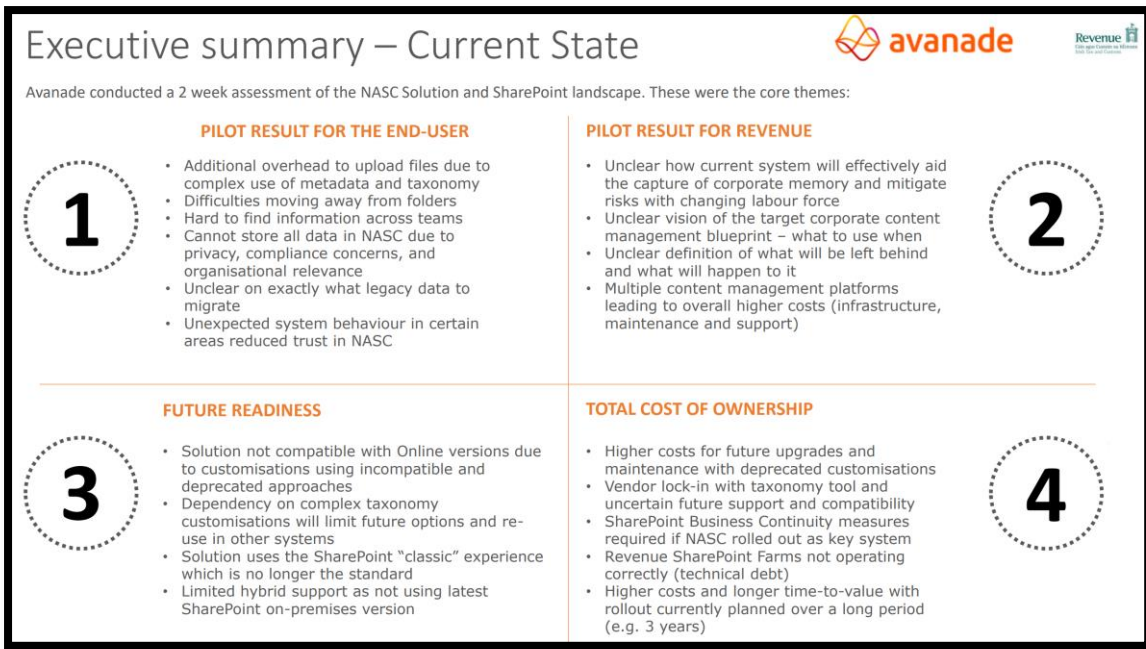 Executive summary – Current State
avanade
Revenue
Cáin agus Custaim na hÉireann
Irish Tax and Customs
Avanade conducted a 2 week assessment of the NASC Solution and SharePoint landscape. These were the core themes:
1
PILOT RESULT FOR THE END-USER
• Additional overhead to upload files due to
complex use of metadata and taxonomy
• Difficulties moving away from folders
• Hard to find information across teams
• Cannot store all data in NASC due to
privacy, compliance concerns, and
organisational relevance
• Unclear on exactly what legacy data to
migrate
• Unexpected system behaviour in certain
areas reduced trust in NASC
PILOT RESULT FOR REVENUE
• Unclear how current system will effectively aid
the capture of corporate memory and mitigate
risks with changing labour force
• Unclear vision of the target corporate content
management blueprint – what to use when
• Unclear definition of what will be left behind
and what will happen to it
• Multiple content management platforms
leading to overall higher costs (infrastructure,
maintenance and support)
2
3
FUTURE READINESS
• Solution not compatible with Online versions due
to customisations using incompatible and
deprecated approaches
• Dependency on complex taxonomy
customisations will limit future options and re-
use in other systems
• Solution uses the SharePoint “classic” experience
which is no longer the standard
• Limited hybrid support as not using latest
SharePoint on-premises version
TOTAL COST OF OWNERSHIP
• Higher costs for future upgrades and
maintenance with deprecated customisations
• Vendor lock-in with taxonomy tool and
uncertain future support and compatibility
• SharePoint Business Continuity measures
required if NASC rolled out as key system
• Revenue SharePoint Farms not operating
correctly (technical debt)
• Higher costs and longer time-to-value with
rollout currently planned over a long period
(e.g. 3 years)
4